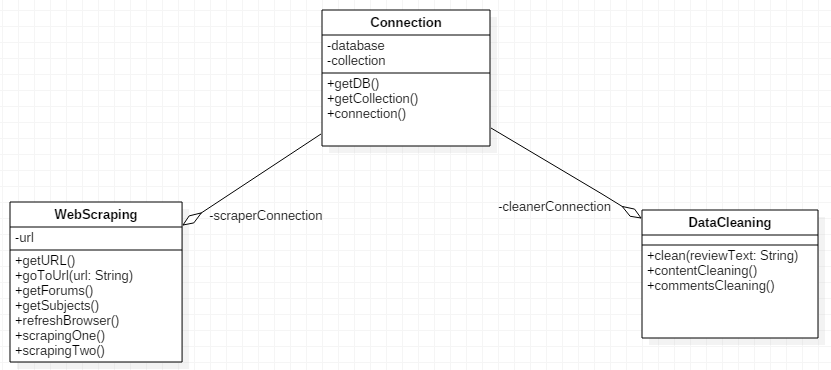 Connection
-database
-collection
+getDB()
+getCollection()
+connection()
-scraperConnection
-cleanerConnection
WebScraping
-url
+getURL()
+goToUrl(url: String)
+getForums()
+getSubjects()
+refreshBrowser()
+scrapingOne()
+scrapingTwo()
DataCleaning
+clean(reviewText: String)
+contentCleaning()
+commentsCleaning()